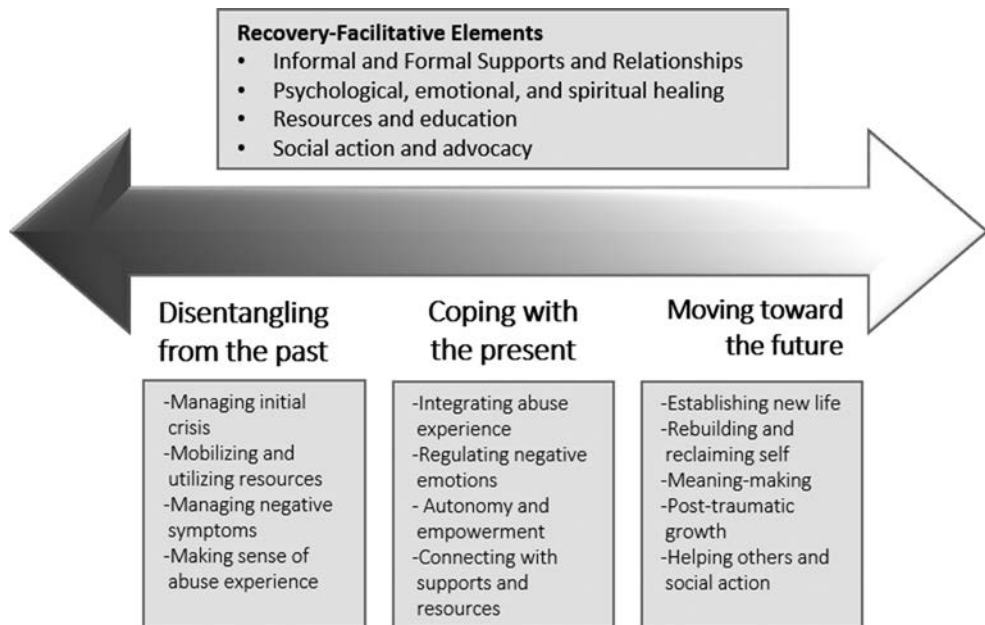 Recovery-Facilitative Elements
• Informal and Formal Supports and Relationships
• Psychological, emotional, and spiritual healing
• Resources and education
• Social action and advocacy
Disentangling
from the past
-Managing initial
crisis
-Mobilizing and
utilizing resources
-Managing negative
symptoms
-Making sense of
abuse experience
Coping with
the present
-Integrating abuse
experience
-Regulating negative
emotions
- Autonomy and
empowerment
-Connecting with
supports and
resources
Moving toward
the future
-Establishing new life
-Rebuilding and
reclaiming self
-Meaning-making
-Post-traumatic
growth
-Helping others and
social action